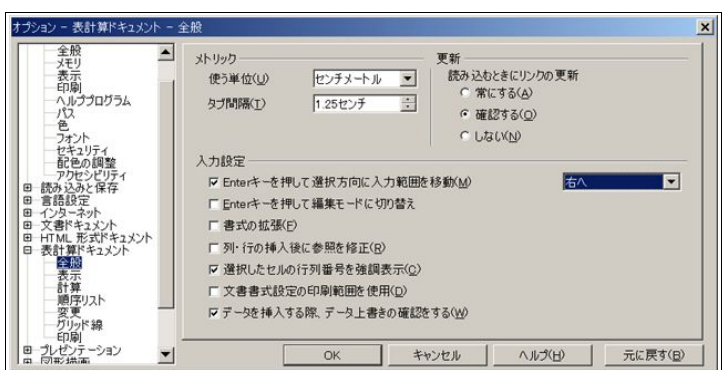 オプション - 表計算ドキュメント - 全般
全般
メモリ
表示
印刷
ヘルププログラム
パス
色
フォント
セキュリティ
配色の調整
アクセシビリティ
読み込みと保存
言語設定
インターネット
文書ドキュメント
HTML 形式ドキュメント
表計算ドキュメント
全般
表示
計算
順序リスト
変更
グリッド線
印刷
プレゼンテーション
図形描画
メトリック
使う単位(U) センチメートル
タブ間隔(T) 1.25センチ
更新
読み込むときにリンクの更新
常にする(A)
確認する(Q)
しない(N)
入力設定
Enterキーを押して選択方向に入力範囲を移動(M) 右へ
Enterキーを押して編集モードに切り替え
書式の拡張(F)
列・行の挿入後に参照を修正(R)
選択したセルの行列番号を強調表示(C)
文書書式設定の印刷範囲を使用(D)
データを挿入する際、データ上書きの確認をする(W)
OK キャンセル ヘルプ(H) 元に戻す(B)